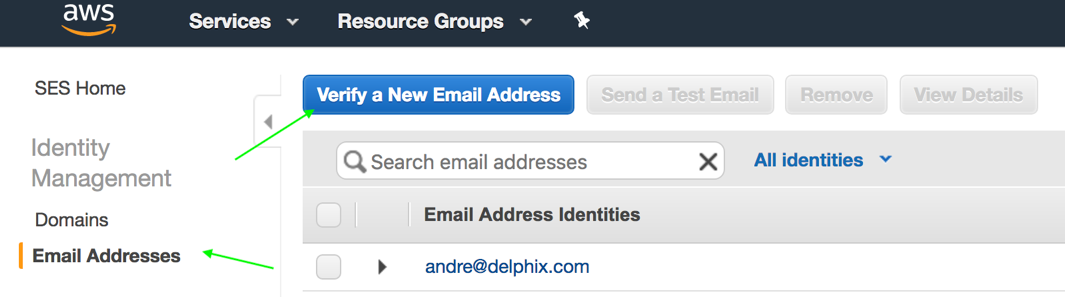 aws
Services
Resource Groups
SES Home
Identity
Management
Domains
Email Addresses
Verify a New Email Address
Send a Test Email
Remove
View Details
Search email addresses
All identities
Email Address Identities
andre@delphix.com